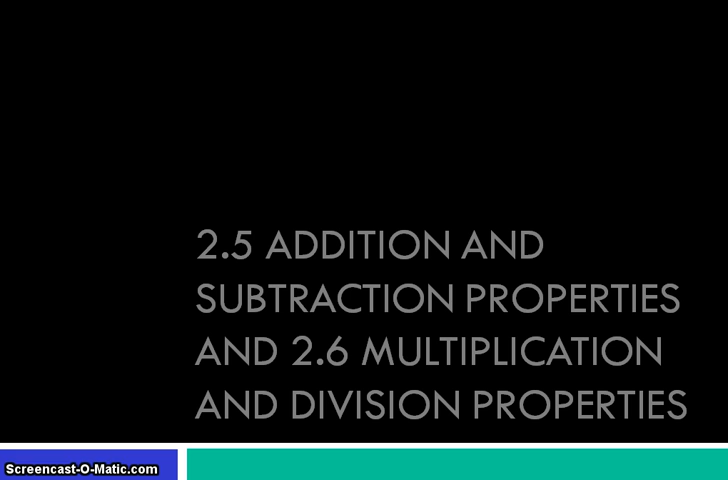 2.5 ADDITION AND
SUBTRACTION PROPERTIES
AND 2.6 MULTIPLICATION
AND DIVISION PROPERTIES
Screencast-O-Matic.com